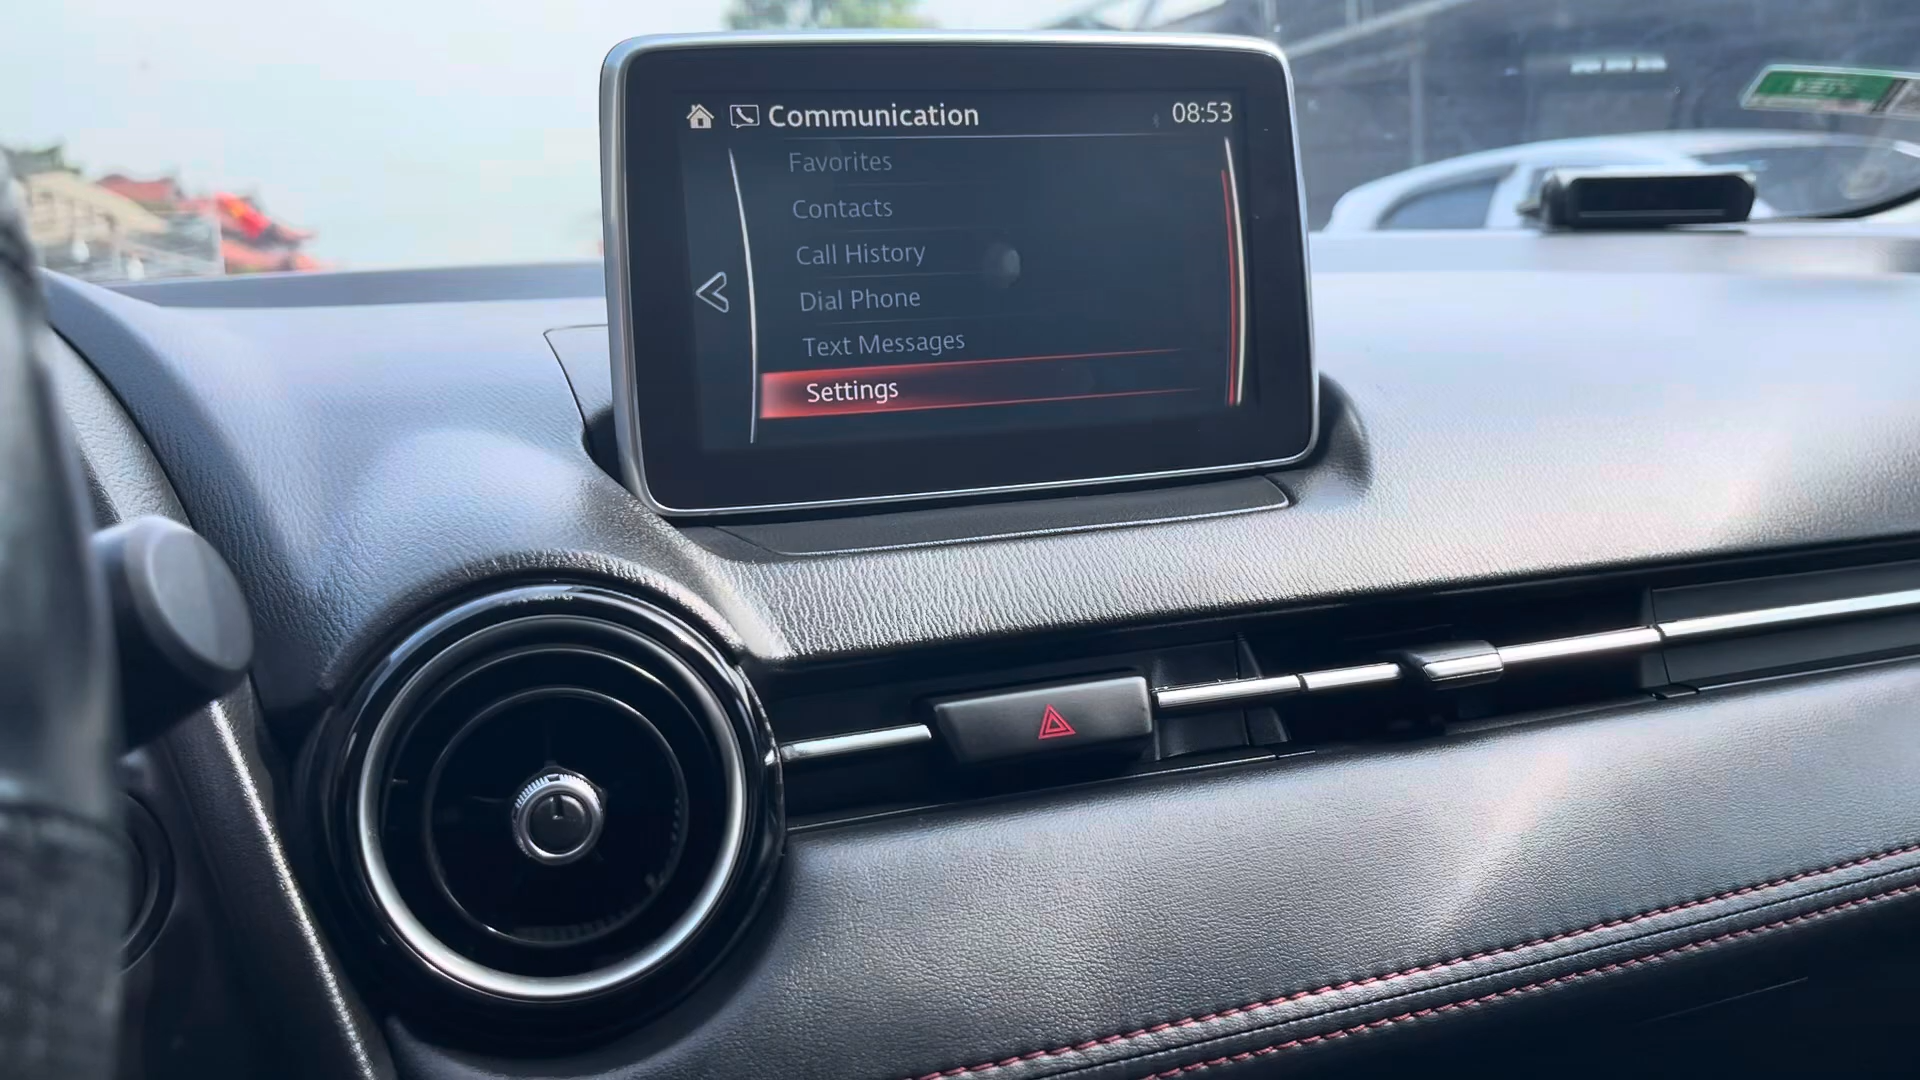 Communication
08:53
Favorites
Contacts
Call History
Dial Phone
Text Messages
Settings